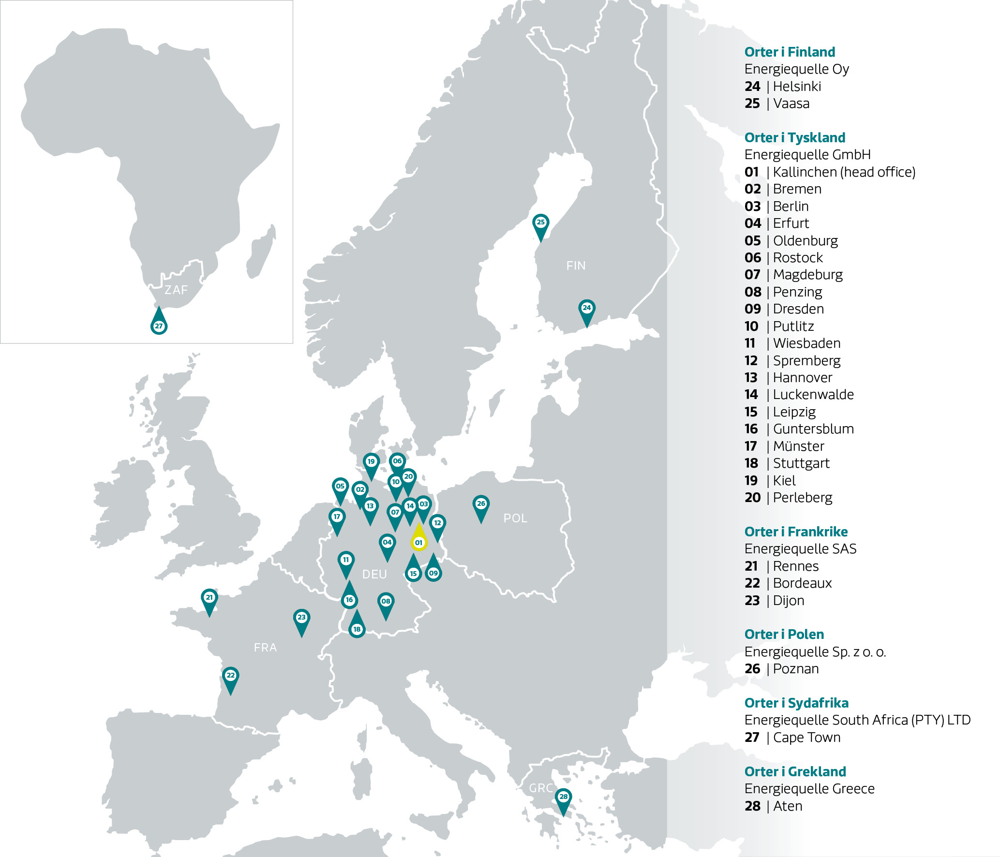 ZAF
27
25
FIN
24
19
06
20
10
05
02
13
07
14
03
26
POL
17
12
04
01
11
DEU
15
09
16
08
21
23
18
FRA
22
GRC
28
Orter i Finland
Energiequelle Oy
24 | Helsinki
25 | Vaasa
Orter i Tyskland
Energiequelle GmbH
01 | Kallinchen (head office)
02 | Bremen
03 | Berlin
04 | Erfurt
05 | Oldenburg
06 | Rostock
07 | Magdeburg
08 | Penzing
09 | Dresden
10 | Putlitz
11 | Wiesbaden
12 | Spremberg
13 | Hannover
14 | Luckenwalde
15 | Leipzig
16 | Guntersblum
17 | Münster
18 | Stuttgart
19 | Kiel
20 | Perleberg
Orter i Frankrike
Energiequelle SAS
21 | Rennes
22 | Bordeaux
23 | Dijon
Orter i Polen
Energiequelle Sp. z o. o.
26 | Poznan
Orter i Sydafrika
Energiequelle South Africa (PTY) LTD
27 | Cape Town
Orter i Grekland
Energiequelle Greece
28 | Aten